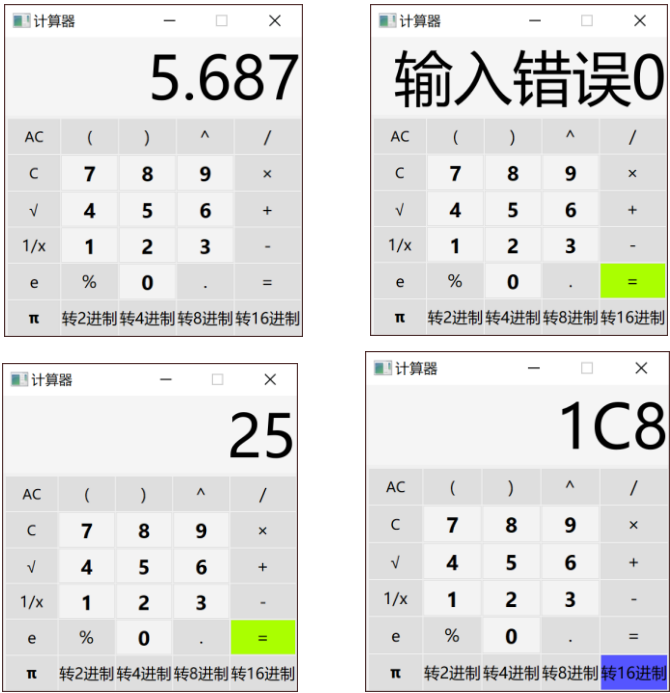 计算器
5.687
AC ( ) ^ /
C 7 8 9 ×
√ 4 5 6 +
1/x 1 2 3 -
e % 0 . =
π 转2进制 转4进制 转8进制 转16进制
计算器
输入错误0
AC ( ) ^ /
C 7 8 9 ×
√ 4 5 6 +
1/x 1 2 3 -
e % 0 . =
π 转2进制 转4进制 转8进制 转16进制
计算器
25
AC ( ) ^ /
C 7 8 9 ×
√ 4 5 6 +
1/x 1 2 3 -
e % 0 . =
π 转2进制 转4进制 转8进制 转16进制
计算器
1C8
AC ( ) ^ /
C 7 8 9 ×
√ 4 5 6 +
1/x 1 2 3 -
e % 0 . =
π 转2进制 转4进制 转8进制 转16进制